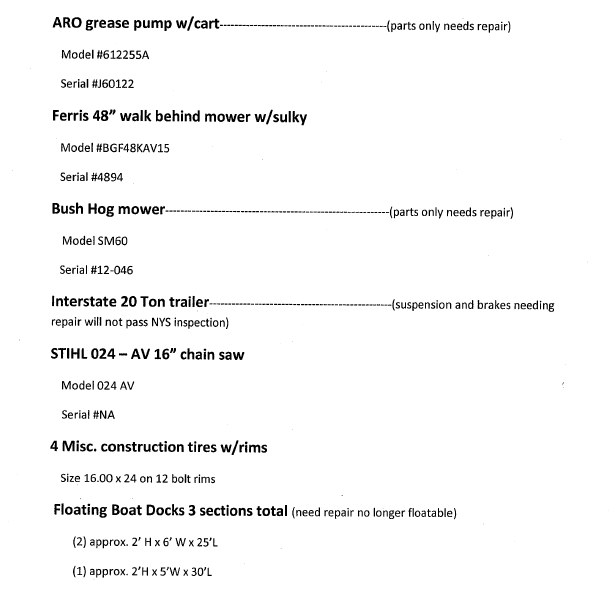 ARO grease pump w/cart-----------------------------------------------(parts only needs repair)
Model #612255A
Serial #J60122
Ferris 48” walk behind mower w/sulky
Model #BGF48KAV15
Serial #4894
Bush Hog mower---------------------------------------------------------------(parts only needs repair)
Model SM60
Serial #12-046
Interstate 20 Ton trailer---------------------------------------------------(suspension and brakes needing
repair will not pass NYS inspection)
STIHL 024 – AV 16” chain saw
Model 024 AV
Serial #NA
4 Misc. construction tires w/rims
Size 16.00 x 24 on 12 bolt rims
Floating Boat Docks 3 sections total (need repair no longer floatable)
(2) approx. 2’ H x 6’ W x 25’L
(1) approx. 2’H x 5’W x 30’L